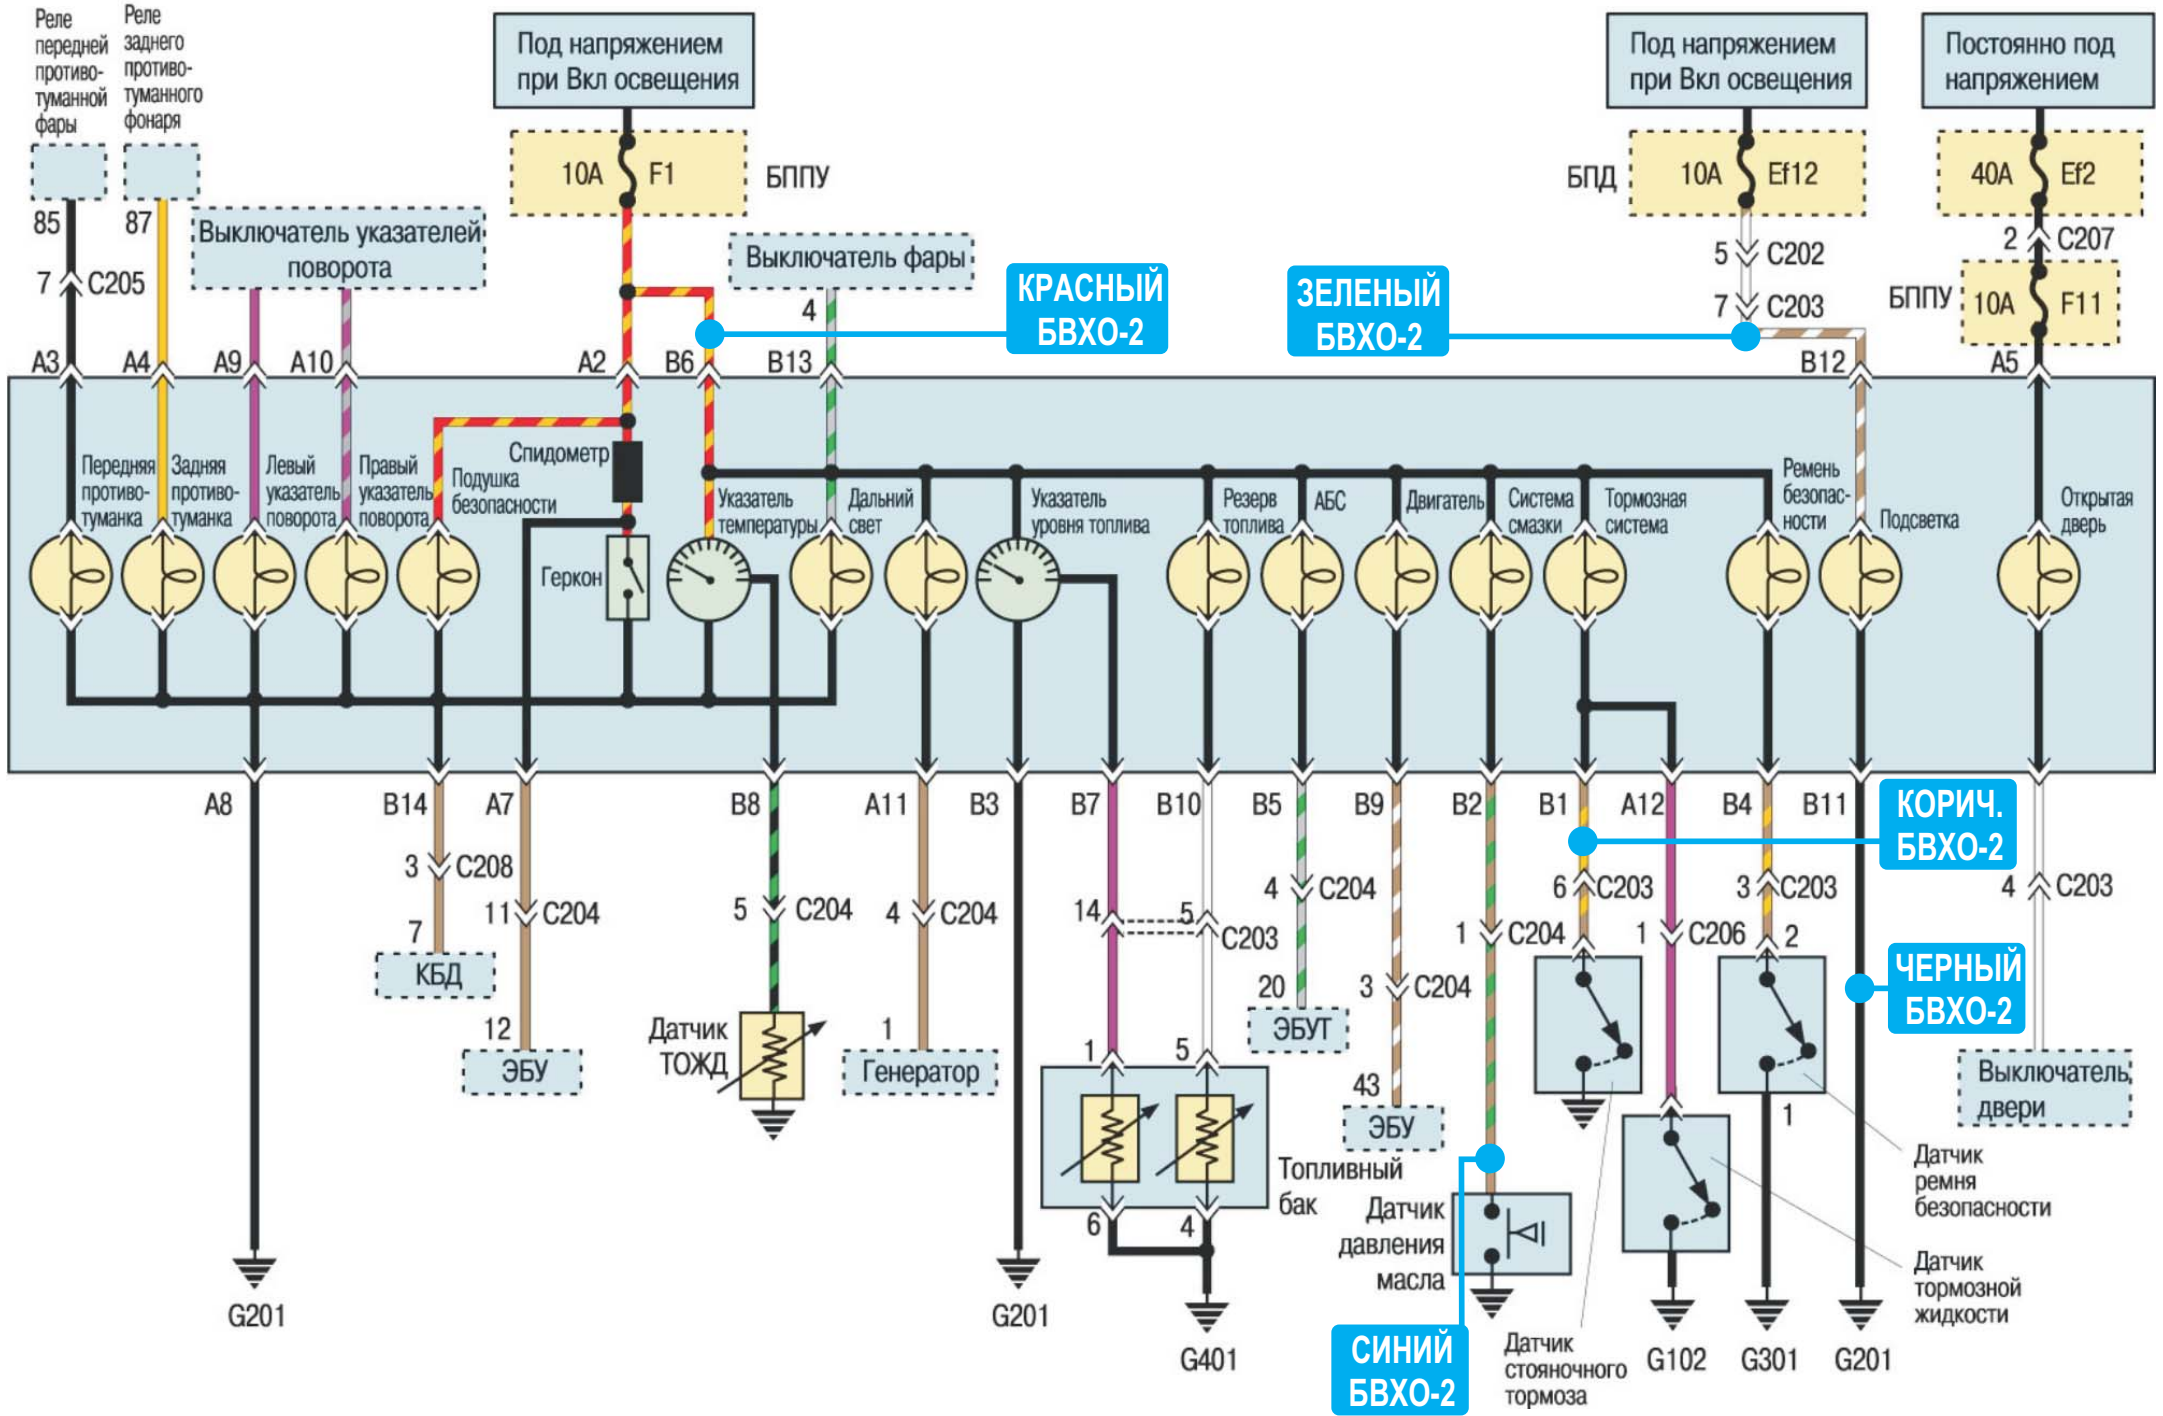 Реле
передней
противо-
туманной
фары
Реле
заднего
противо-
туманного
фонаря
Под напряжением
при Вкл освещения
Под напряжением
при Вкл освещения
Постоянно под
напряжением
10А F1 БППУ
БПД 10А Ef12
40А Ef2
85
87
Выключатель указателей
поворота
Выключатель фары
7 C205
4
КРАСНЫЙ
БВХО-2
ЗЕЛЕНЫЙ
БВХО-2
5 C202
7 C203
2 C207
БППУ 10А F11
A3 A4 A9 A10 A2 B6 B13 B12 A5
Передняя
противо-
туманка
Задняя
противо-
туманка
Левый
указатель
поворота
Правый
указатель
поворота
Подушка
безопасности
Спидометр
Геркон
Указатель
температуры
Дальний
свет
Указатель
уровня топлива
Резерв
топлива
АБС
Двигатель
Система
смазки
Тормозная
система
Ремень
безопас-
ности
Подсветка
Открытая
дверь
A8 B14 A7 B8 A11 B3 B7 B10 B5 B9 B2 B1 A12 B4 B11
КОРИЧ.
БВХО-2
3 C208
7
КБД
11 C204
12
ЭБУ
5 C204
Датчик
ТОЖД
4 C204
1
Генератор
14 5
C203
1 5
6 4
Топливный
бак
4 C204
20
ЭБУТ
3 C204
43
ЭБУ
1 C204
Датчик
давления
масла
6 C203
1 C206
3 C203
2
1
4 C203
ЧЕРНЫЙ
БВХО-2
Выключатель
двери
Датчик
ремня
безопасности
Датчик
тормозной
жидкости
СИНИЙ
БВХО-2
Датчик
стояночного
тормоза
G201 G201 G401 G102 G301 G201